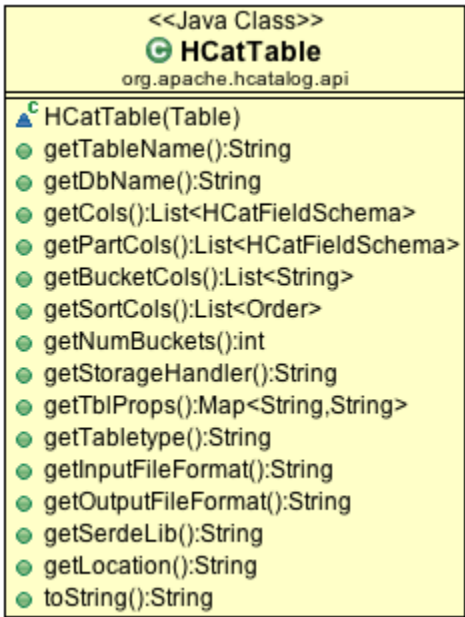 <<Java Class>>
HCatTable
org.apache.hcatalog.api
HCatTable(Table)
getTableName():String
getDbName():String
getCols():List<HCatFieldSchema>
getPartCols():List<HCatFieldSchema>
getBucketCols():List<String>
getSortCols():List<Order>
getNumBuckets():int
getStorageHandler():String
getTblProps():Map<String,String>
getTabletype():String
getInputFileFormat():String
getOutputFileFormat():String
getSerdeLib():String
getLocation():String
toString():String